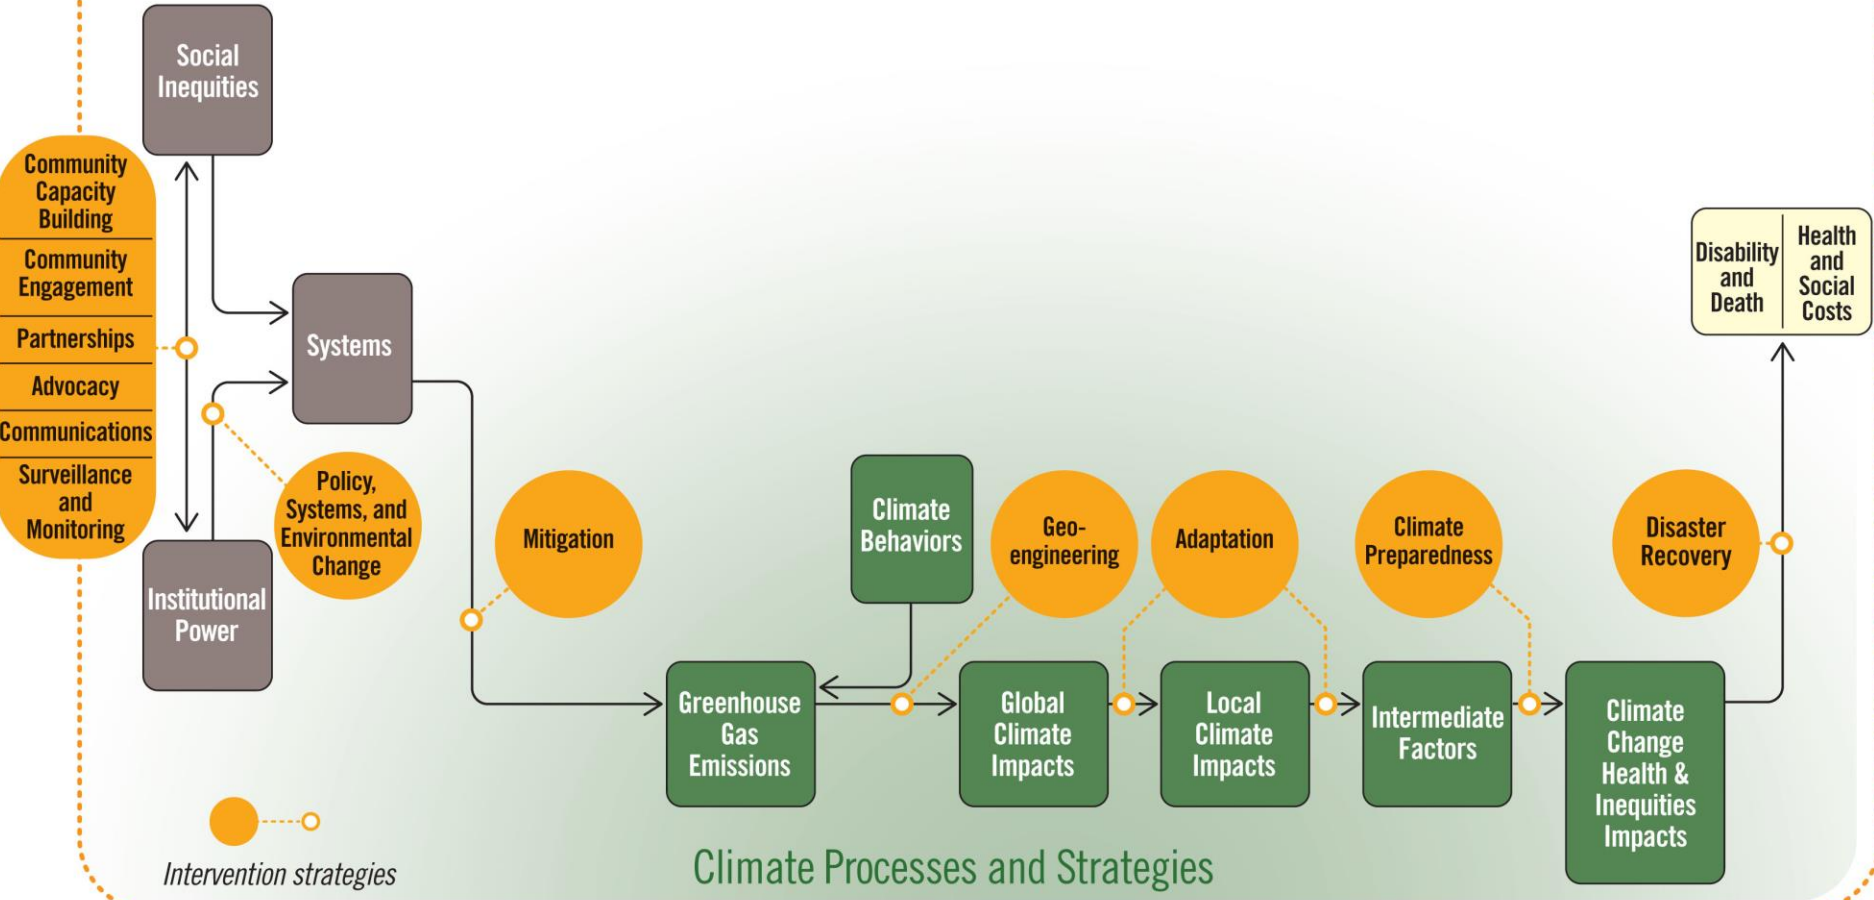 Social
Inequities
Community
Capacity
Building
Community
Engagement
Partnerships
Advocacy
Communications
Surveillance
and
Monitoring
Institutional
Power
Systems
Policy,
Systems, and
Environmental
Change
Mitigation
Climate
Behaviors
Geo-
engineering
Adaptation
Climate
Preparedness
Disaster
Recovery
Disability
and
Death
Health
and
Social
Costs
Greenhouse
Gas
Emissions
Global
Climate
Impacts
Local
Climate
Impacts
Intermediate
Factors
Climate
Change
Health &
Inequities
Impacts
Intervention strategies
Climate Processes and Strategies